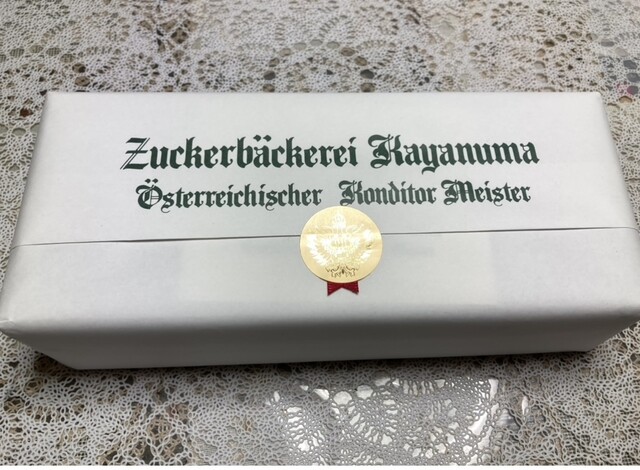 Zuckerbäckerei Kayanuma
Österreichischer Konditor Meister